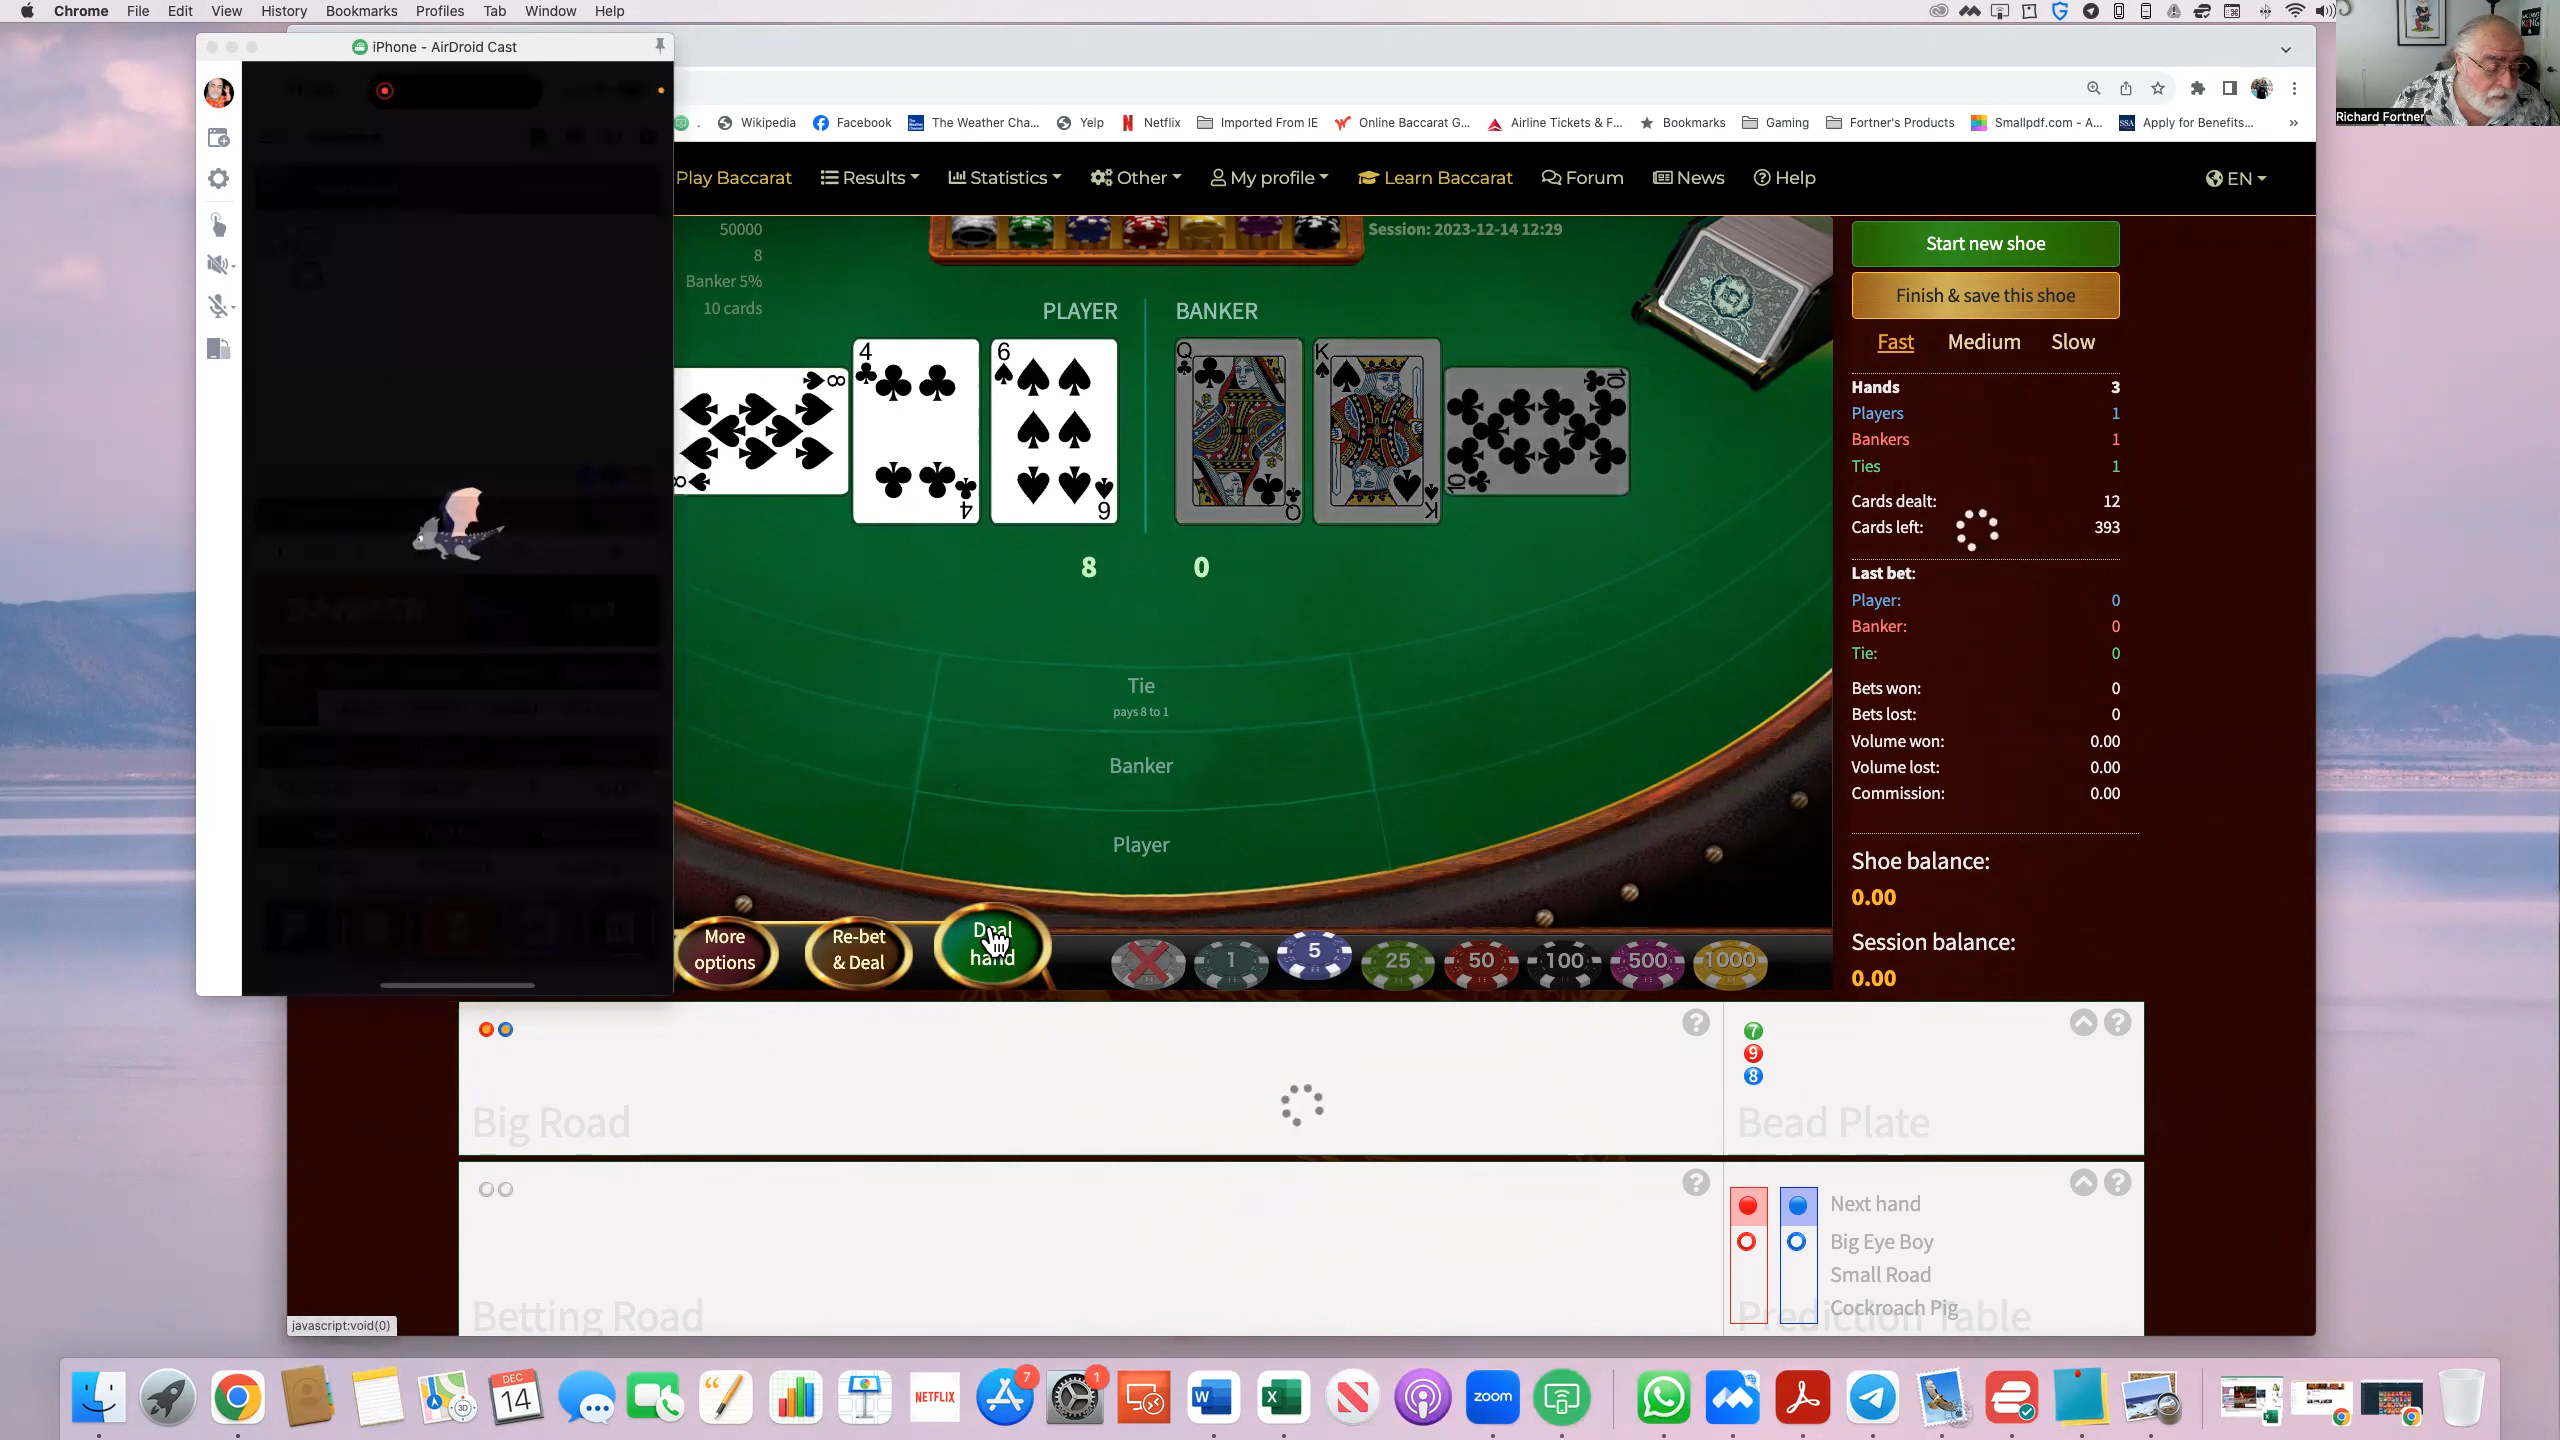 Chrome File Edit View History Bookmarks Profiles Tab Window Help
iPhone - AirDroid Cast
Richard Fortner
Wikipedia Facebook The Weather Cha... Yelp Netflix Imported From IE Online Baccarat G... Airline Tickets & F... Bookmarks Gaming Fortner's Products Smallpdf.com - A... Apply for Benefits... »
Play Baccarat Results Statistics Other My profile Learn Baccarat Forum News Help EN
50000
8
Banker 5%
10 cards
Session: 2023-12-14 12:29
PLAYER BANKER
8 4 6 Q K 10
8 0
Tie
pays 8 to 1
Banker
Player
More options
Re-bet & Deal
Deal hand
1 5 25 50 100 500 1000
Start new shoe
Finish & save this shoe
Fast Medium Slow
Hands 3
Players 1
Bankers 1
Ties 1
Cards dealt: 12
Cards left: 393
Last bet:
Player: 0
Banker: 0
Tie: 0
Bets won: 0
Bets lost: 0
Volume won: 0.00
Volume lost: 0.00
Commission: 0.00
Shoe balance:
0.00
Session balance:
0.00
Big Road
7
9
8
Bead Plate
Betting Road
Next hand
Big Eye Boy
Small Road
Cockroach Pig
Prediction Table
javascript:void(0)
DEC 14 3D NETFLIX 7 1 W X N zoom